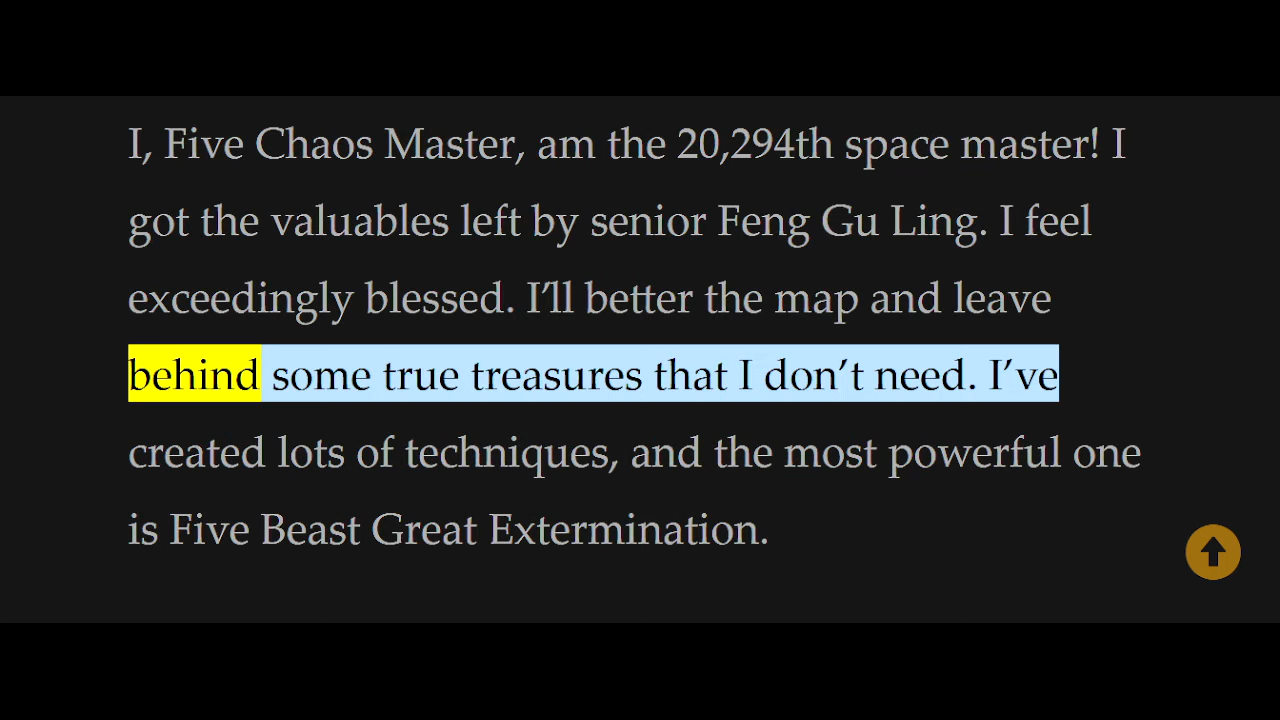 I, Five Chaos Master, am the 20,294th space master! I
got the valuables left by senior Feng Gu Ling. I feel
exceedingly blessed. I’ll better the map and leave
behind some true treasures that I don’t need. I’ve
created lots of techniques, and the most powerful one
is Five Beast Great Extermination.